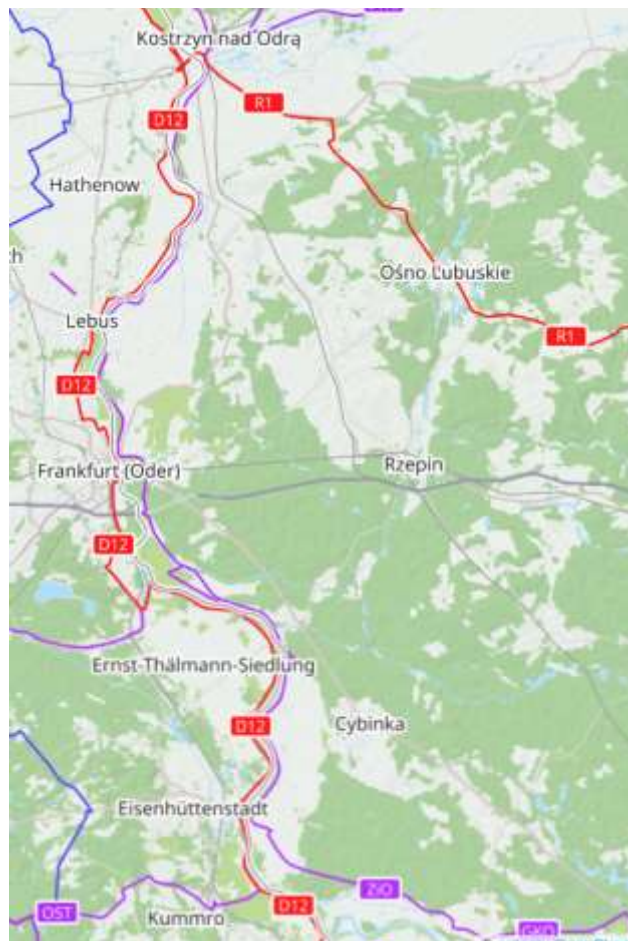 Kostrzyn nad Odrą
R1
D12
Hathenow
Ośno Lubuskie
Lebus
R1
D12
Frankfurt (Oder)
Rzepin
D12
Ernst-Thälmann-Siedlung
D12
Cybinka
Eisenhüttenstadt
ZiO
D12
OST
Kummro